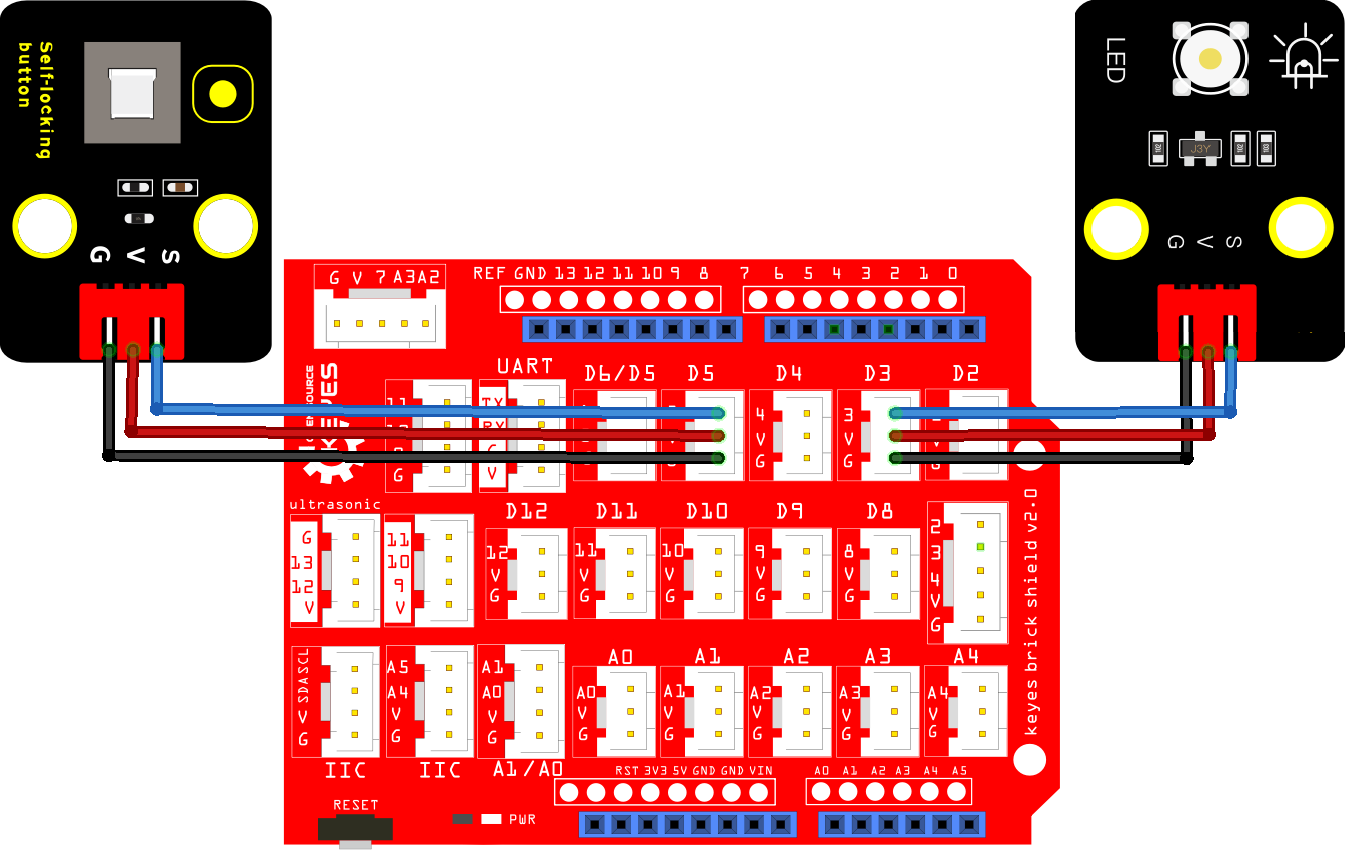 Self-locking
button
G V S
LED
G V S
G V 7 A3 A2
REF GND 13 12 11 10 9 8
7 6 5 4 3 2 1 0
UART
D6/D5
D5
D4
D3
D2
KEYES
G
V
4
V
G
3
V
G
G
ultrasonic
G
13
12
V
11
10
9
V
D12
12
V
G
D11
11
V
G
D10
10
V
G
D9
9
V
G
D8
8
V
G
2
3
4
V
G
keyes brick shield v2.0
SCL
SDA
V
G
IIC
A5
A4
V
G
IIC
A1
A0
V
G
A1/A0
A0
A0
V
G
A1
A1
V
G
A2
A2
V
G
A3
A3
V
G
A4
A4
V
G
RST 3V3 5V GND GND VIN
A0 A1 A2 A3 A4 A5
RESET
PWR
J3Y
102
102
103